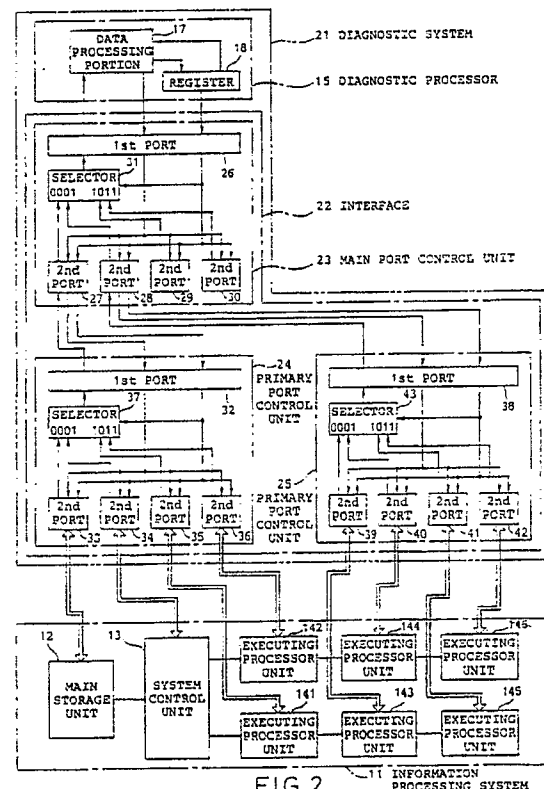 17
DATA
PROCESSING
PORTION
18
REGISTER
21 DIAGNOSTIC SYSTEM
15 DIAGNOSTIC PROCESSOR
1st PORT
26
SELECTOR 31
0001 1011
22 INTERFACE
23 MAIN PORT CONTROL UNIT
2nd PORT 27
2nd PORT 28
2nd PORT 29
2nd PORT 30
24
PRIMARY
PORT
CONTROL
UNIT
1st PORT
32
SELECTOR 37
0001 1011
2nd PORT 33
2nd PORT 34
2nd PORT 35
2nd PORT 36
1st PORT
38
SELECTOR 43
0001 1011
25
PRIMARY
PORT
CONTROL
UNIT
2nd PORT 39
2nd PORT 40
2nd PORT 41
2nd PORT 42
12
MAIN
STORAGE
UNIT
13
SYSTEM
CONTROL
UNIT
142
EXECUTING
PROCESSOR
UNIT
144
EXECUTING
PROCESSOR
UNIT
146
EXECUTING
PROCESSOR
UNIT
141
EXECUTING
PROCESSOR
UNIT
143
EXECUTING
PROCESSOR
UNIT
145
EXECUTING
PROCESSOR
UNIT
FIG.2
11 INFORMATION
PROCESSING SYSTEM